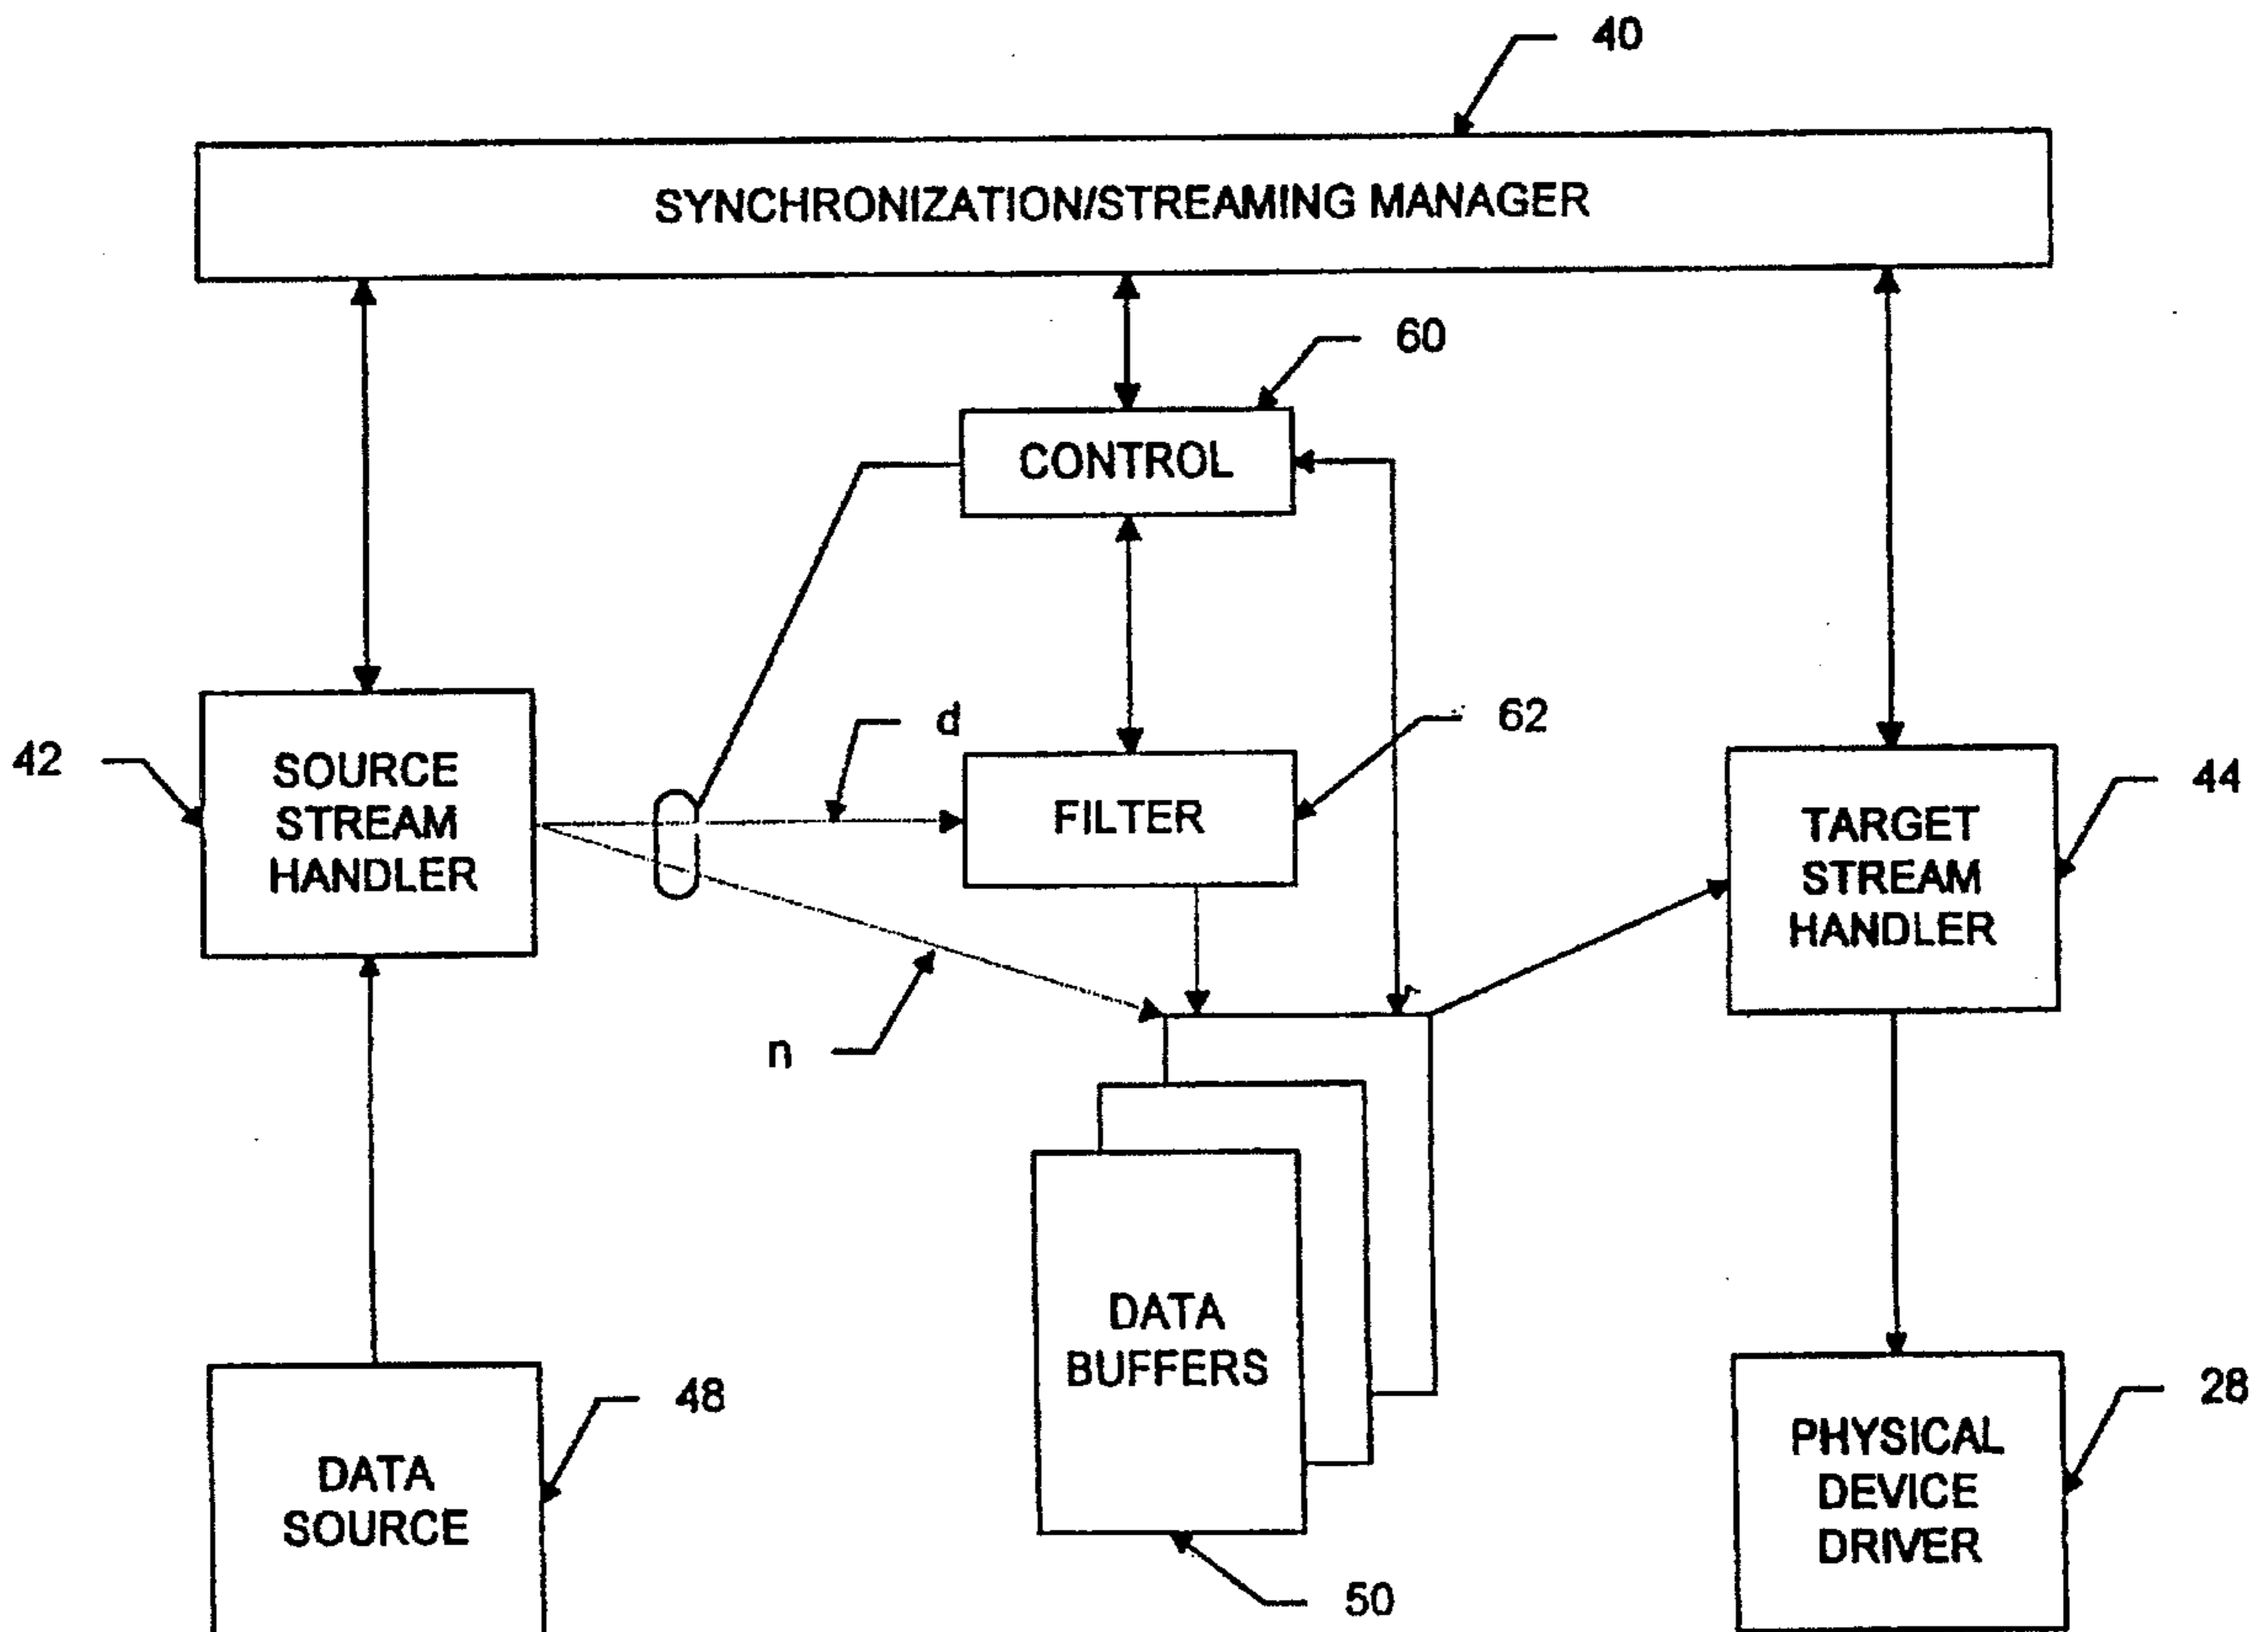 40
SYNCHRONIZATION/STREAMING MANAGER
60
CONTROL
42
SOURCE
STREAM
HANDLER
d
62
FILTER
44
TARGET
STREAM
HANDLER
n
DATA
BUFFERS
50
48
DATA
SOURCE
28
PHYSICAL
DEVICE
DRIVER